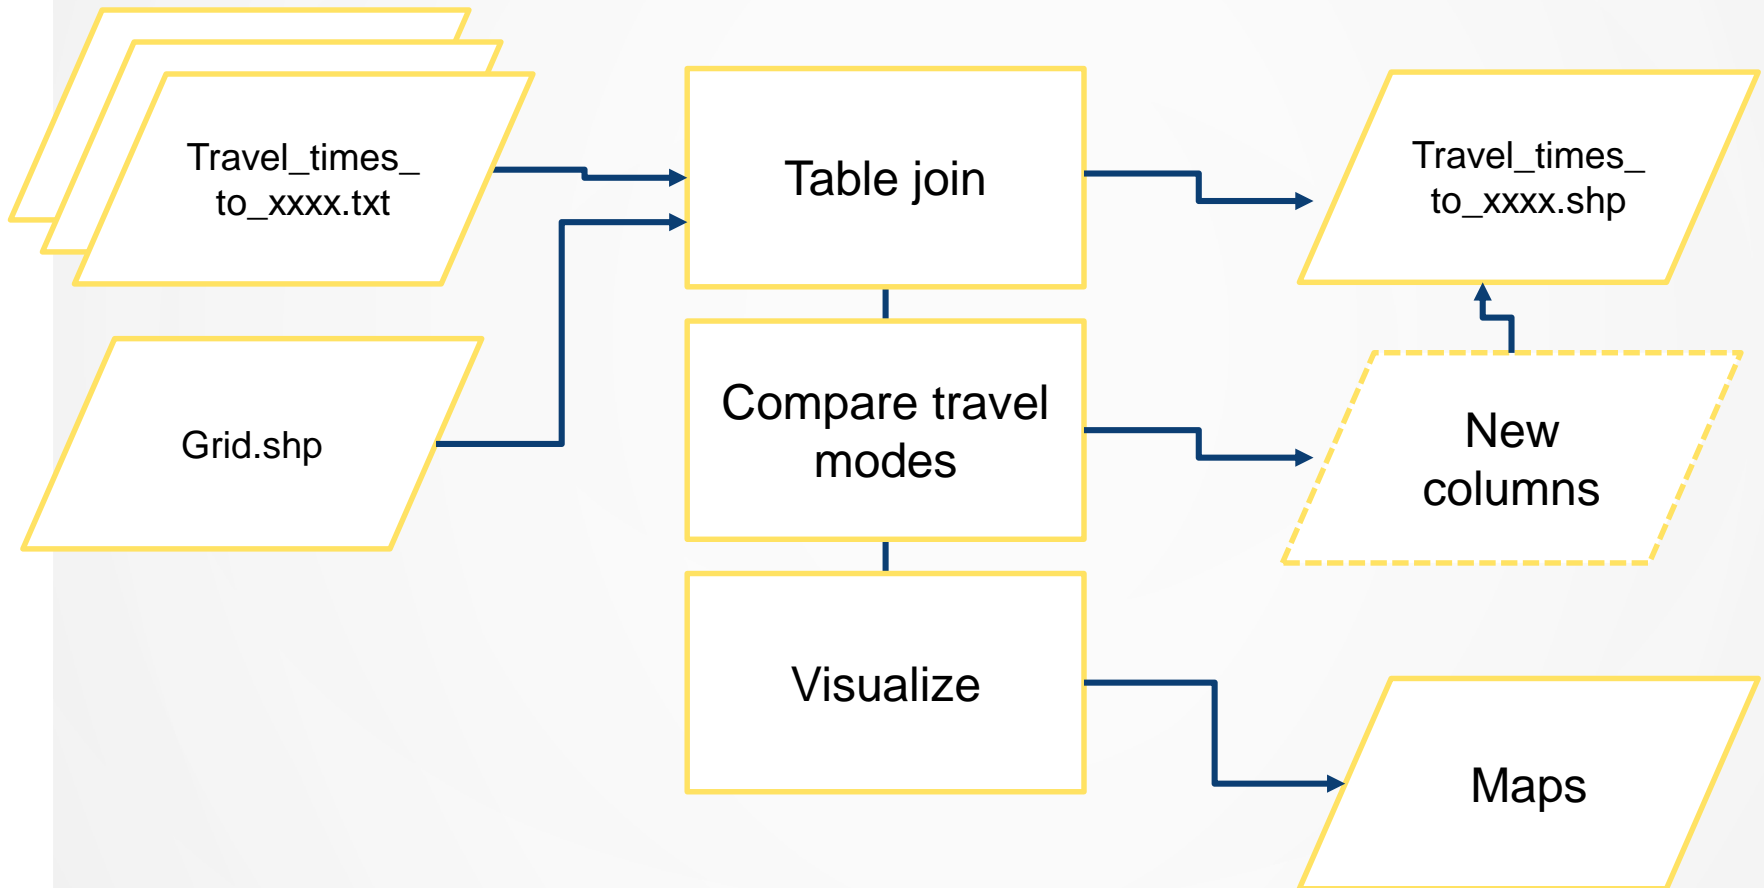 Travel_times_
to_xxxx.txt
Table join
Travel_times_
to_xxxx.shp
Grid.shp
Compare travel
modes
New
columns
Visualize
Maps